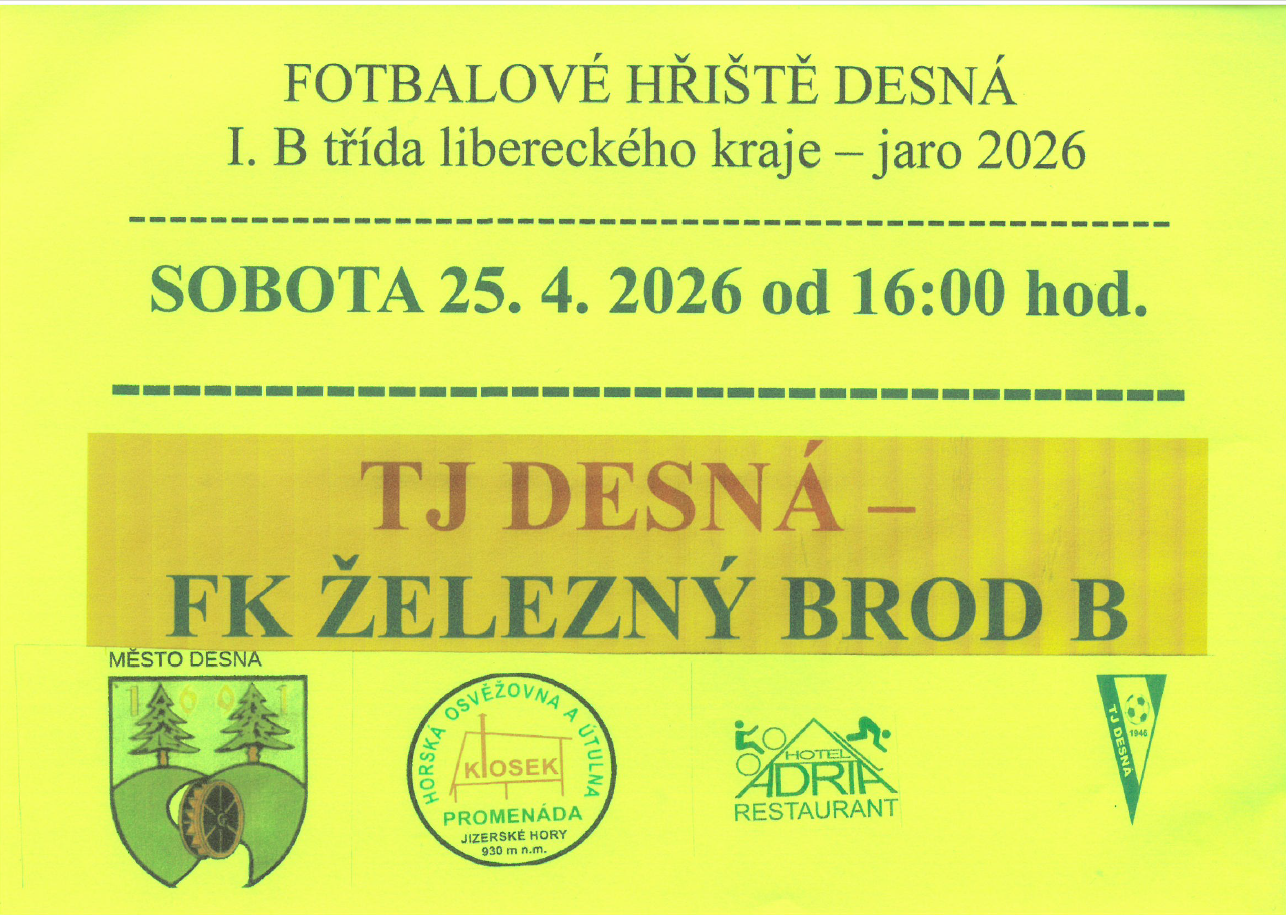 FOTBALOVÉ HŘIŠTĚ DESNÁ
I. B třída libereckého kraje – jaro 2026
SOBOTA 25. 4. 2026 od 16:00 hod.
TJ DESNÁ –
FK ŽELEZNÝ BROD B
MĚSTO DESNA
1691
HORSKÁ OSVĚŽOVNA A ÚTULNA
KIOSEK
PROMENÁDA
JIZERSKÉ HORY
930 m n.m.
HOTEL
ADRIA
RESTAURANT
1946
TJ DESNÁ